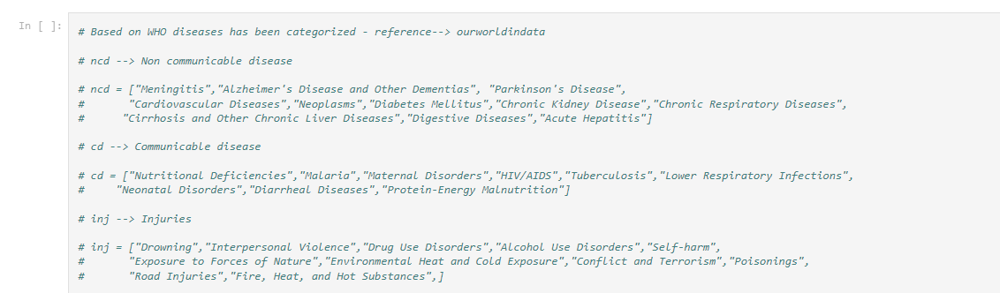 In [ ]:
# Based on WHO diseases has been categorized - reference--> ourworldindata
# ncd --> Non communicable disease
# ncd = ["Meningitis","Alzheimer's Disease and Other Dementias", "Parkinson's Disease",
# "Cardiovascular Diseases","Neoplasms","Diabetes Mellitus","Chronic Kidney Disease","Chronic Respiratory Diseases",
# "Cirrhosis and Other Chronic Liver Diseases","Digestive Diseases","Acute Hepatitis"]
# cd --> Communicable disease
# cd = ["Nutritional Deficiencies","Malaria","Maternal Disorders","HIV/AIDS","Tuberculosis","Lower Respiratory Infections",
# "Neonatal Disorders","Diarrheal Diseases","Protein-Energy Malnutrition"]
# inj --> Injuries
# inj = ["Drowning","Interpersonal Violence","Drug Use Disorders","Alcohol Use Disorders","Self-harm",
# "Exposure to Forces of Nature","Environmental Heat and Cold Exposure","Conflict and Terrorism","Poisonings",
# "Road Injuries","Fire, Heat, and Hot Substances",]